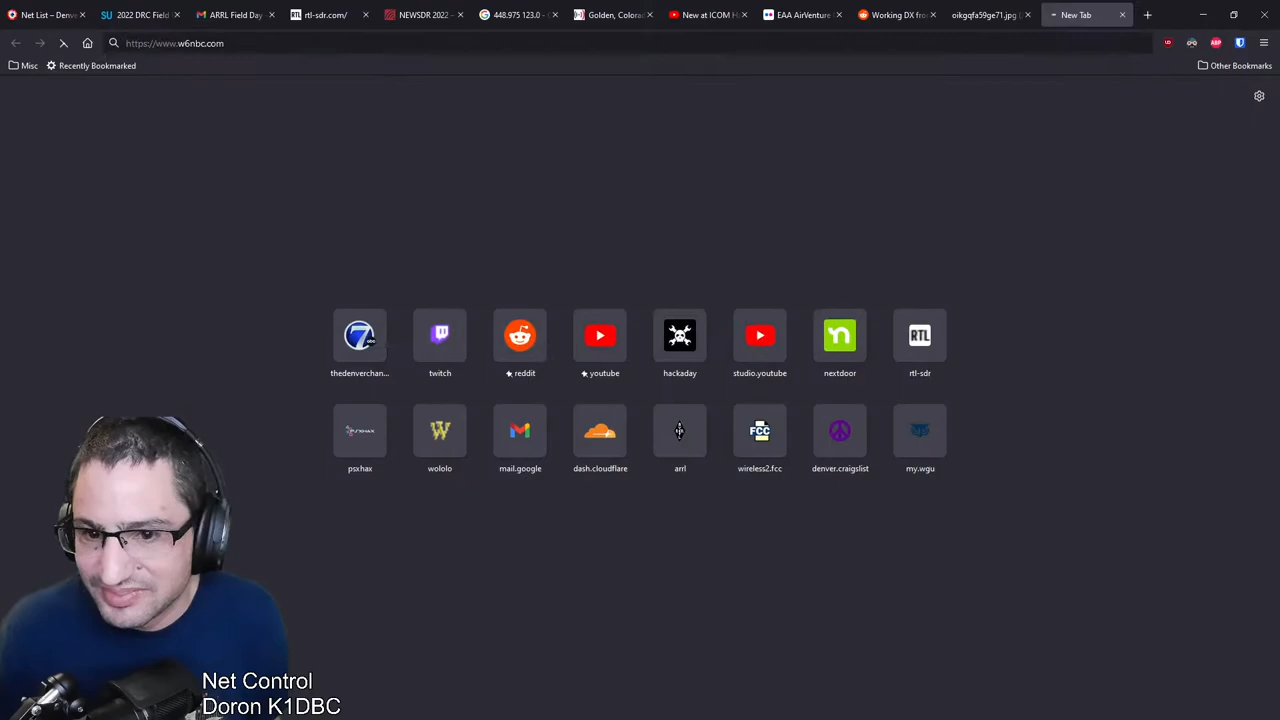 Net List – Denve
2022 DRC Field
ARRL Field Day
rtl-sdr.com/
NEWSDR 2022 –
448.975 123.0 -
Golden, Colora
New at ICOM H
EAA AirVenture
Working DX fro
oikgqfa59ge71.jpg (
New Tab
https://www.w6nbc.com
Misc
Recently Bookmarked
Other Bookmarks
thedenverchan...
twitch
reddit
youtube
hackaday
studio.youtube
nextdoor
rtl-sdr
psxhax
wololo
mail.google
dash.cloudflare
arrl
wireless2.fcc
denver.craigslist
my.wgu
Net Control
Doron K1DBC